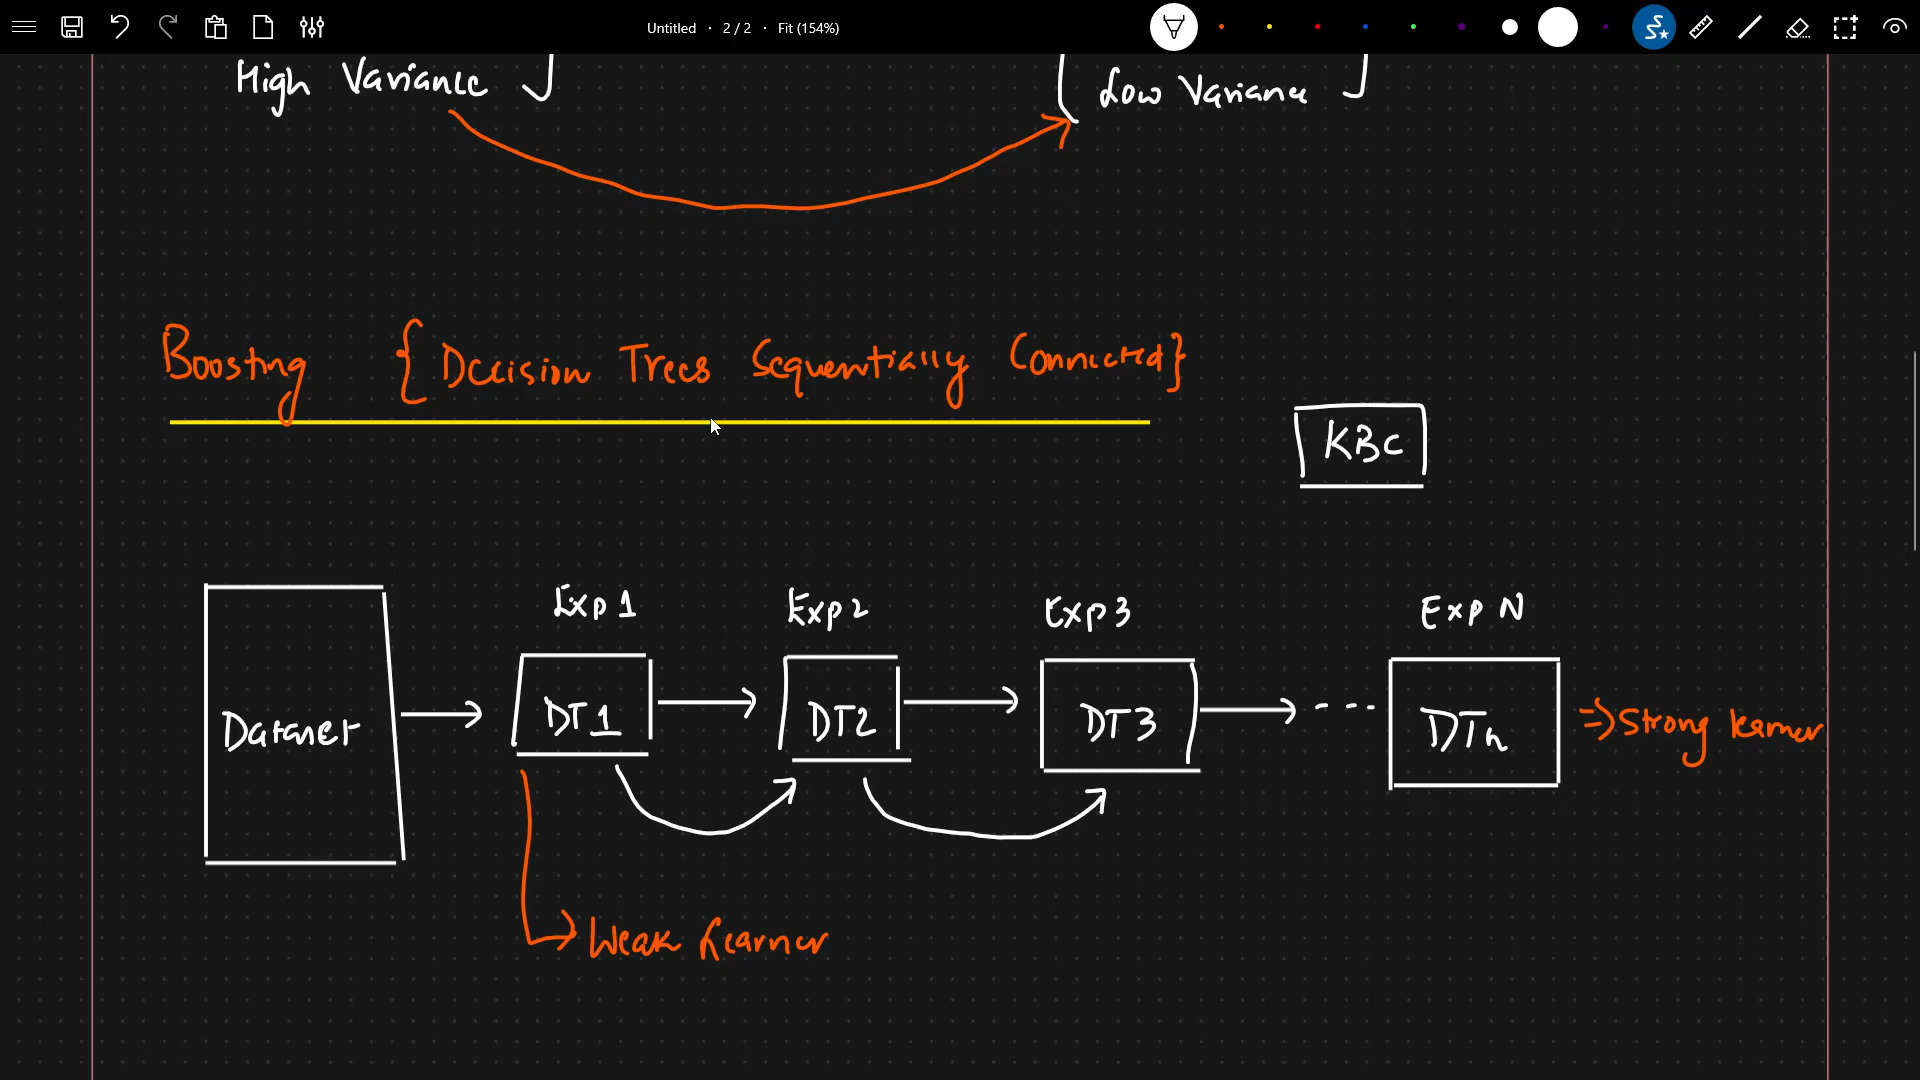 Untitled · 2 / 2 · Fit (154%)
High Variance
Low Variance
Boosting { Decision Trees Sequentially Connected }
KBC
Exp 1 Exp 2 Exp 3 Exp N
Dataset DT1 DT2 DT3 DTn ⇒ Strong learner
Weak Learner